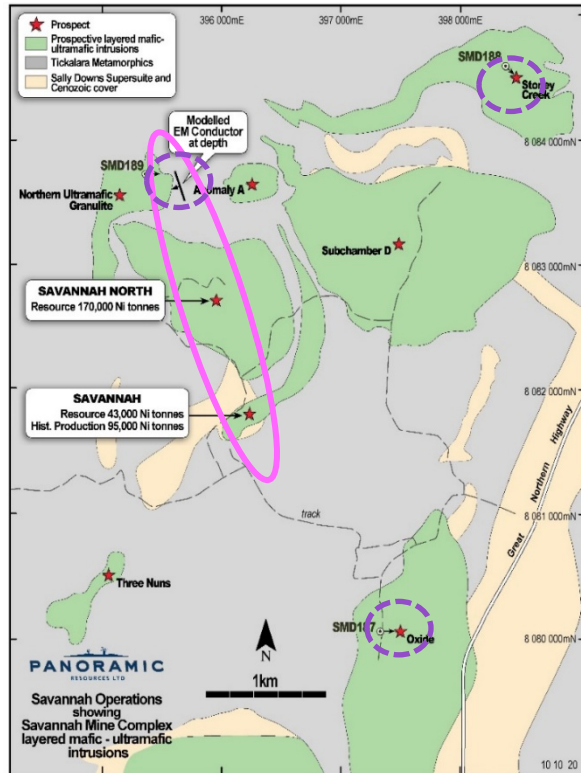 396 000mE
397 000mE
398 000mE
Prospect
Prospective layered mafic-
ultramafic intrusions
Tickalara Metamorphics
Sally Downs Supersuite and
Cenozoic cover
SMD188
Stoney
Creek
8 084 000mN
Modelled
EM Conductor
at depth
SMD189
Northern Ultramafic
Granulite
Anomaly A
Subchamber D
8 083 000mN
SAVANNAH NORTH
Resource 170,000 Ni tonnes
8 082 000mN
SAVANNAH
Resource 43,000 Ni tonnes
Hist. Production 95,000 Ni tonnes
Great Northern Highway
track
8 081 000mN
Three Nuns
SMD187
Oxide
8 080 000mN
N
1km
PANORAMIC
RESOURCES LTD
Savannah Operations
showing
Savannah Mine Complex
layered mafic - ultramafic
intrusions
10 10 20